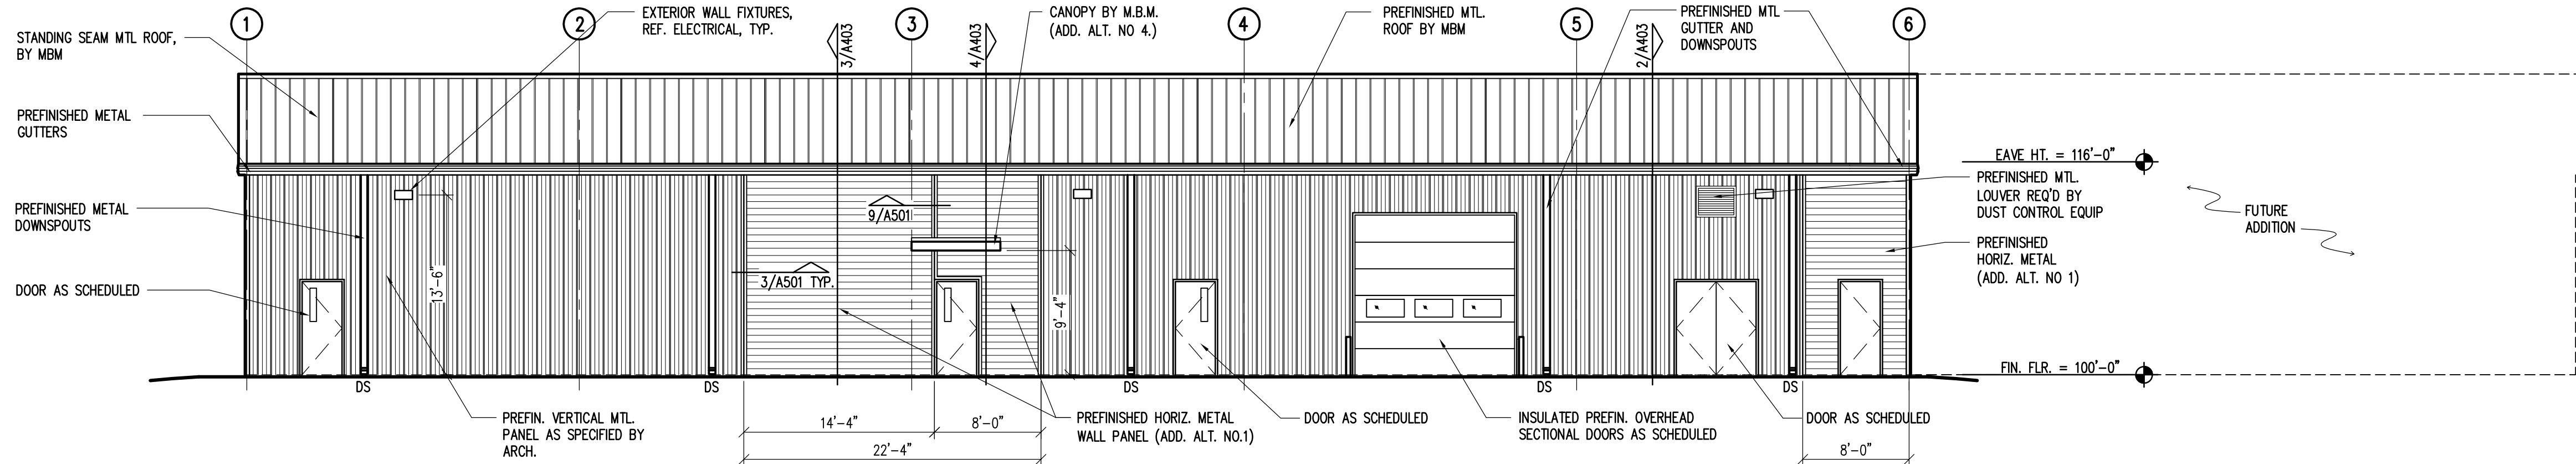 1
2
3
4
5
6
STANDING SEAM MTL ROOF,
BY MBM
EXTERIOR WALL FIXTURES,
REF. ELECTRICAL, TYP.
3/A403
4/A403
CANOPY BY M.B.M.
(ADD. ALT. NO 4.)
PREFINISHED MTL.
ROOF BY MBM
2/A403
PREFINISHED MTL
GUTTER AND
DOWNSPOUTS
PREFINISHED METAL
GUTTERS
PREFINISHED METAL
DOWNSPOUTS
DOOR AS SCHEDULED
13'-6"
9/A501
3/A501 TYP.
9'-4"
EAVE HT. = 116'-0"
PREFINISHED MTL.
LOUVER REQ'D BY
DUST CONTROL EQUIP
PREFINISHED
HORIZ. METAL
(ADD. ALT. NO 1)
FUTURE
ADDITION
FIN. FLR. = 100'-0"
DS
DS
DS
DS
DS
PREFIN. VERTICAL MTL.
PANEL AS SPECIFIED BY
ARCH.
14'-4"
8'-0"
22'-4"
PREFINISHED HORIZ. METAL
WALL PANEL (ADD. ALT. NO.1)
DOOR AS SCHEDULED
INSULATED PREFIN. OVERHEAD
SECTIONAL DOORS AS SCHEDULED
DOOR AS SCHEDULED
8'-0"